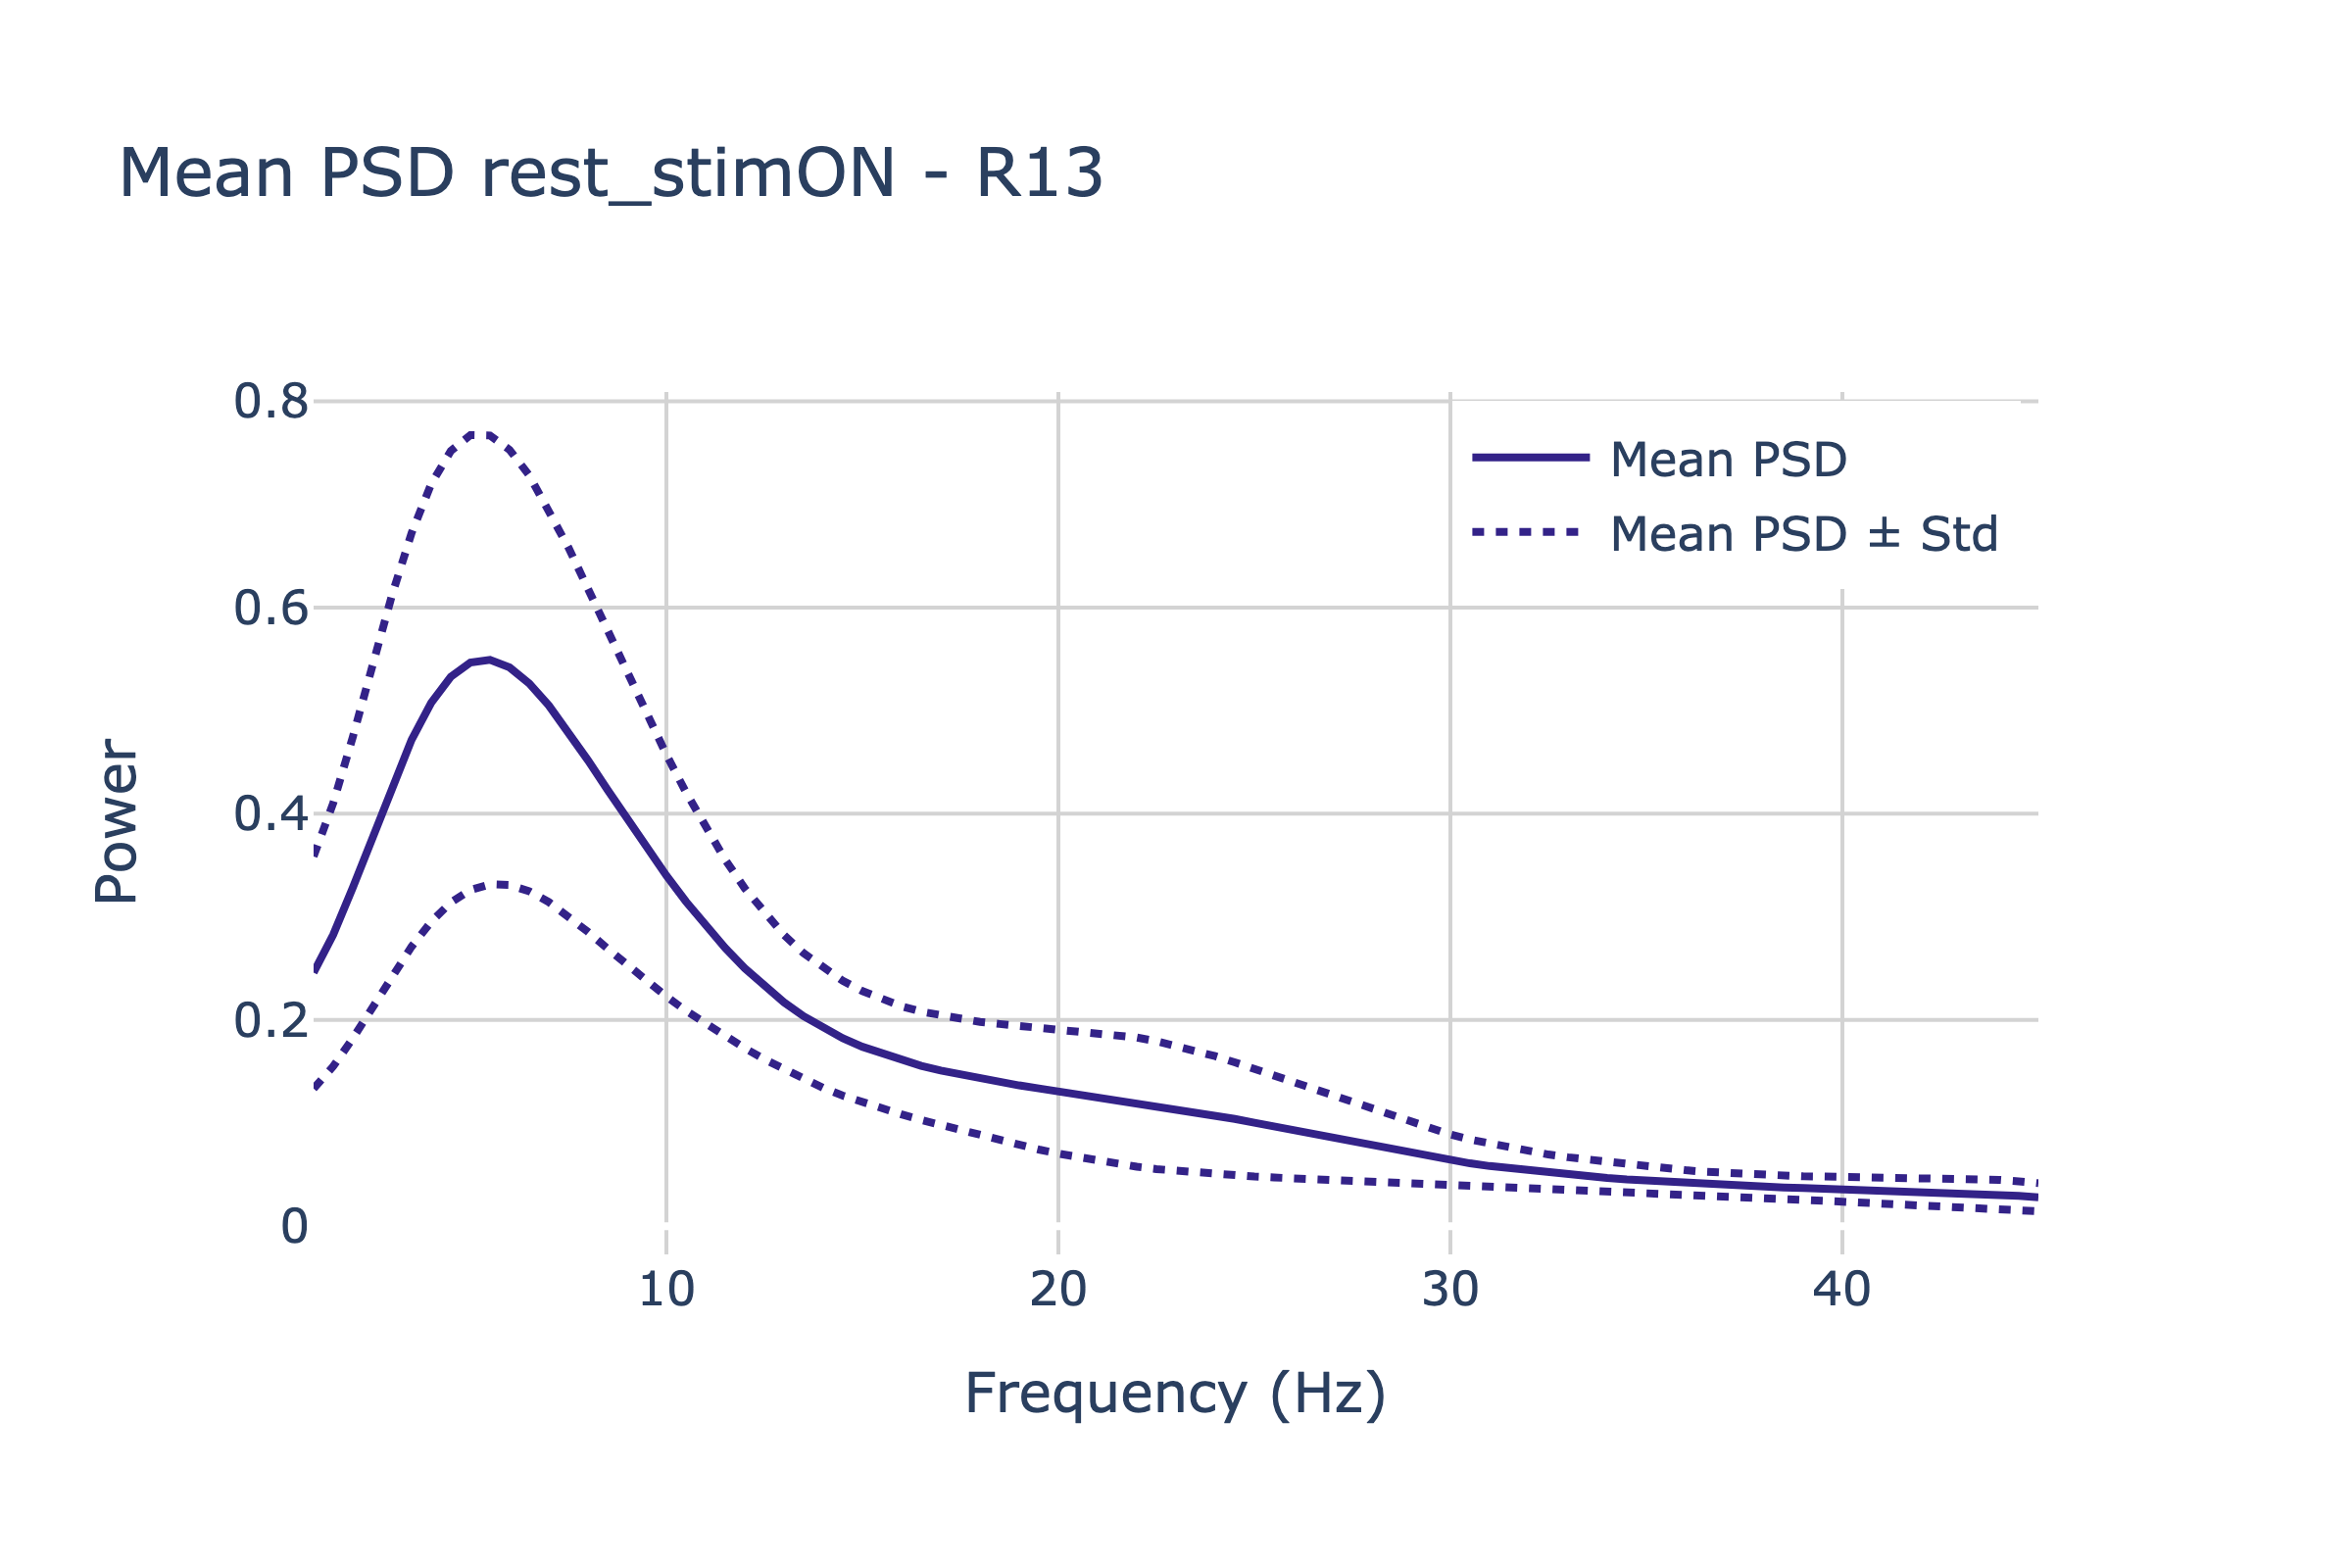 Mean PSD rest_stimON - R13
Mean PSD
Mean PSD ± Std
Power
0.8
0.6
0.4
0.2
0
10 20 30 40
Frequency (Hz)